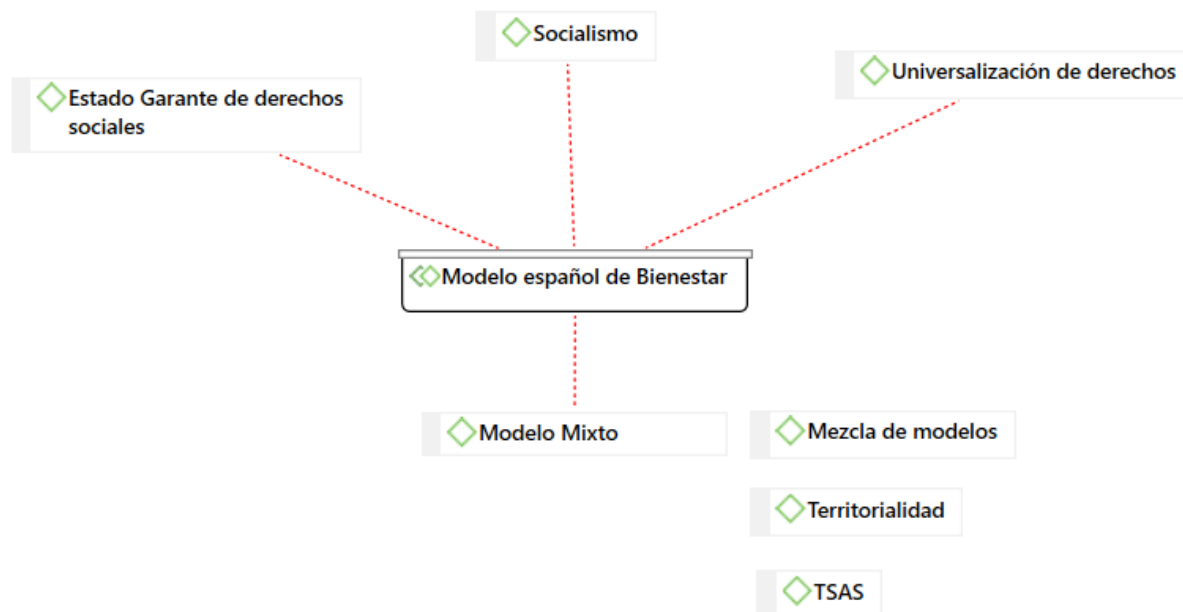 Socialismo
Universalización de derechos
Estado Garante de derechos
sociales
Modelo español de Bienestar
Modelo Mixto
Mezcla de modelos
Territorialidad
TSAS